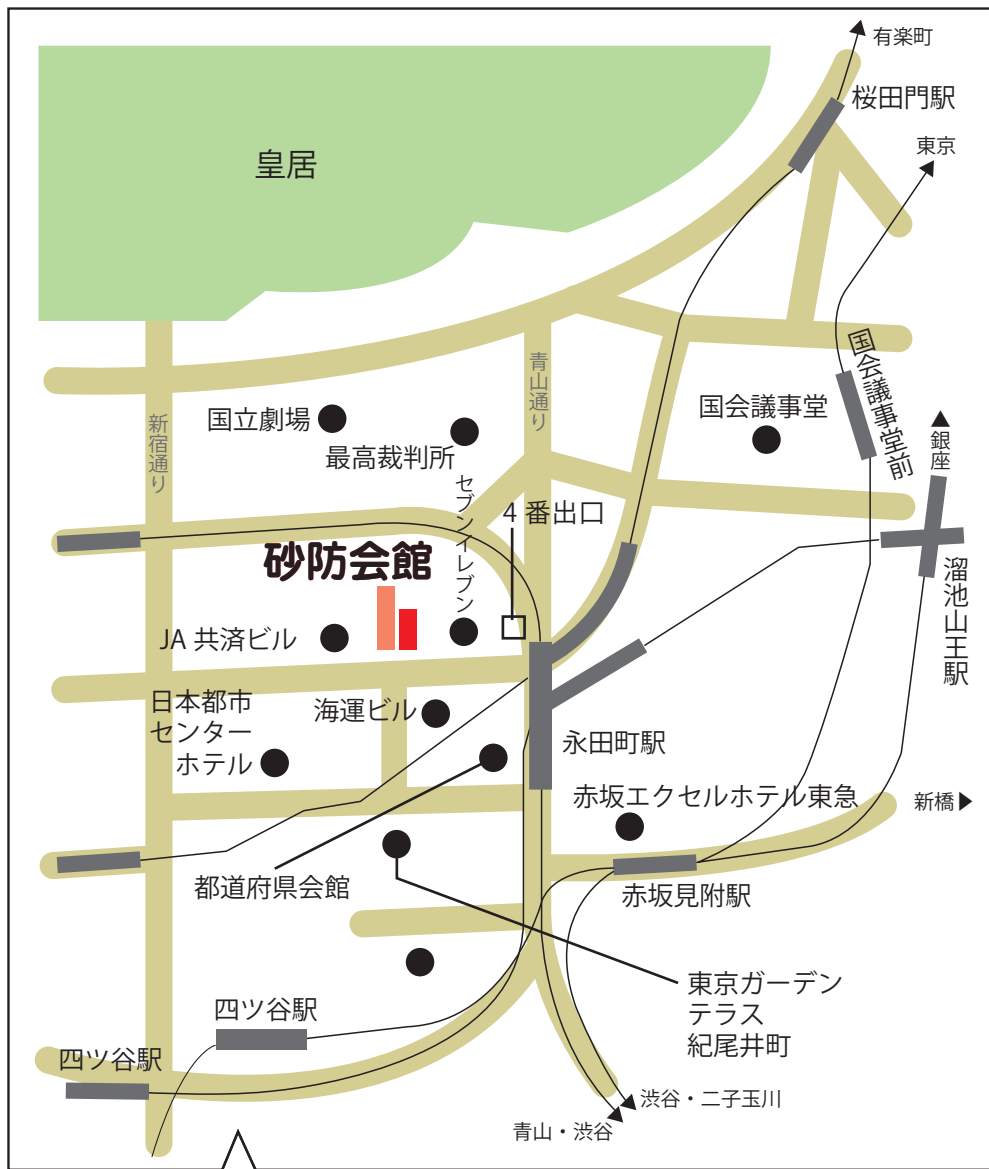 有楽町
桜田門駅
東京
皇居
青山通り
国会議事堂前
国会議事堂
新宿通り
国立劇場
最高裁判所
銀座
セブンイレブン
4 番出口
砂防会館
溜池山王駅
JA 共済ビル
日本都市
センター
ホテル
海運ビル
永田町駅
赤坂エクセルホテル東急
新橋
都道府県会館
赤坂見附駅
東京ガーデン
テラス
紀尾井町
四ツ谷駅
四ツ谷駅
渋谷・二子玉川
青山・渋谷